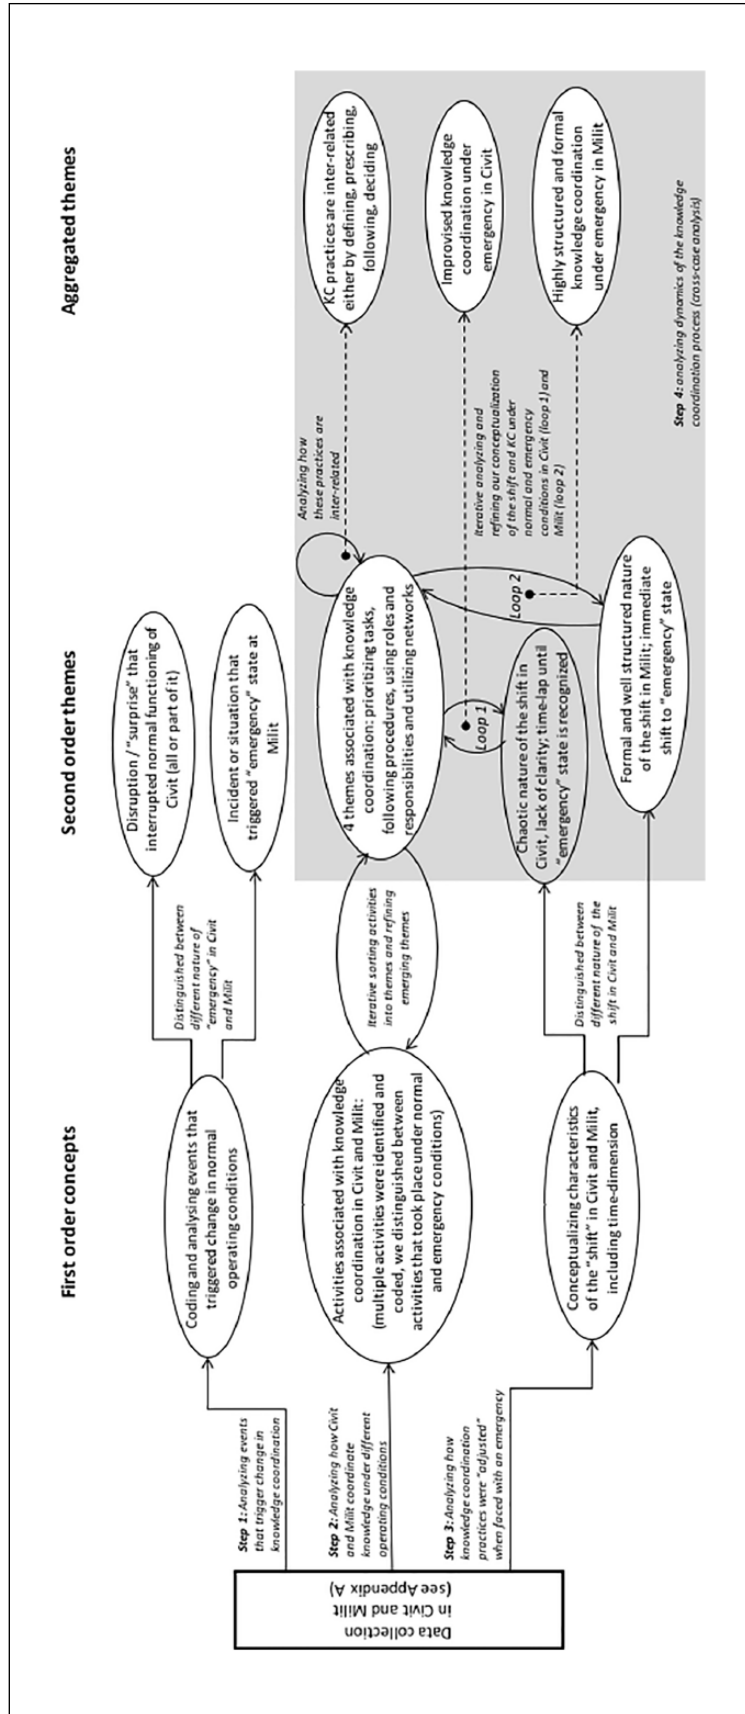 First order concepts
Second order themes
Aggregated themes
Data collection
in Civit and Milit
(see Appendix A)
Step 1: Analyzing events
that trigger change in
knowledge coordination
Step 2: Analyzing how Civit
and Milit coordinate
knowledge under different
operating conditions
Step 3: Analyzing how
knowledge coordination
practices were "adjusted"
when faced with an emergency
Coding and analysing events that
triggered change in normal
operating conditions
Activities associated with knowledge
coordination in Civit and Milit:
(multiple activities were identified and
coded, we distinguished between
activities that took place under normal
and emergency conditions)
Conceptualizing characteristics
of the "shift" in Civit and Milit,
including time-dimension
Distinguished between
different nature of
"emergency" in Civit
and Milit
Iterative sorting activities
into themes and refining
emerging themes
Distinguished between
different nature of the
shift in Civit and Milit
Disruption / "surprise" that
interrupted normal functioning of
Civit (all or part of it)
Incident or situation that
triggered "emergency" state at
Milit
4 themes associated with knowledge
coordination: prioritizing tasks,
following procedures, using roles and
responsibilities and utilizing networks
Loop 1
Chaotic nature of the shift in
Civit, lack of clarity; time-lap until
"emergency" state is recognized
Loop 2
Formal and well structured nature
of the shift in Milit; immediate
shift to "emergency" state
Analyzing how
these practices are
inter-related
Iterative analyzing and
refining our conceptualization
of the shift and KC under
normal and emergency
conditions in Civit (loop 1) and
Milit (loop 2)
KC practices are inter-related
either by defining, prescribing,
following, deciding
Improvised knowledge
coordination under
emergency in Civit
Highly structured and formal
knowledge coordination
under emergency in Milit
Step 4: analyzing dynamics of the knowledge
coordination process (cross-case analysis)